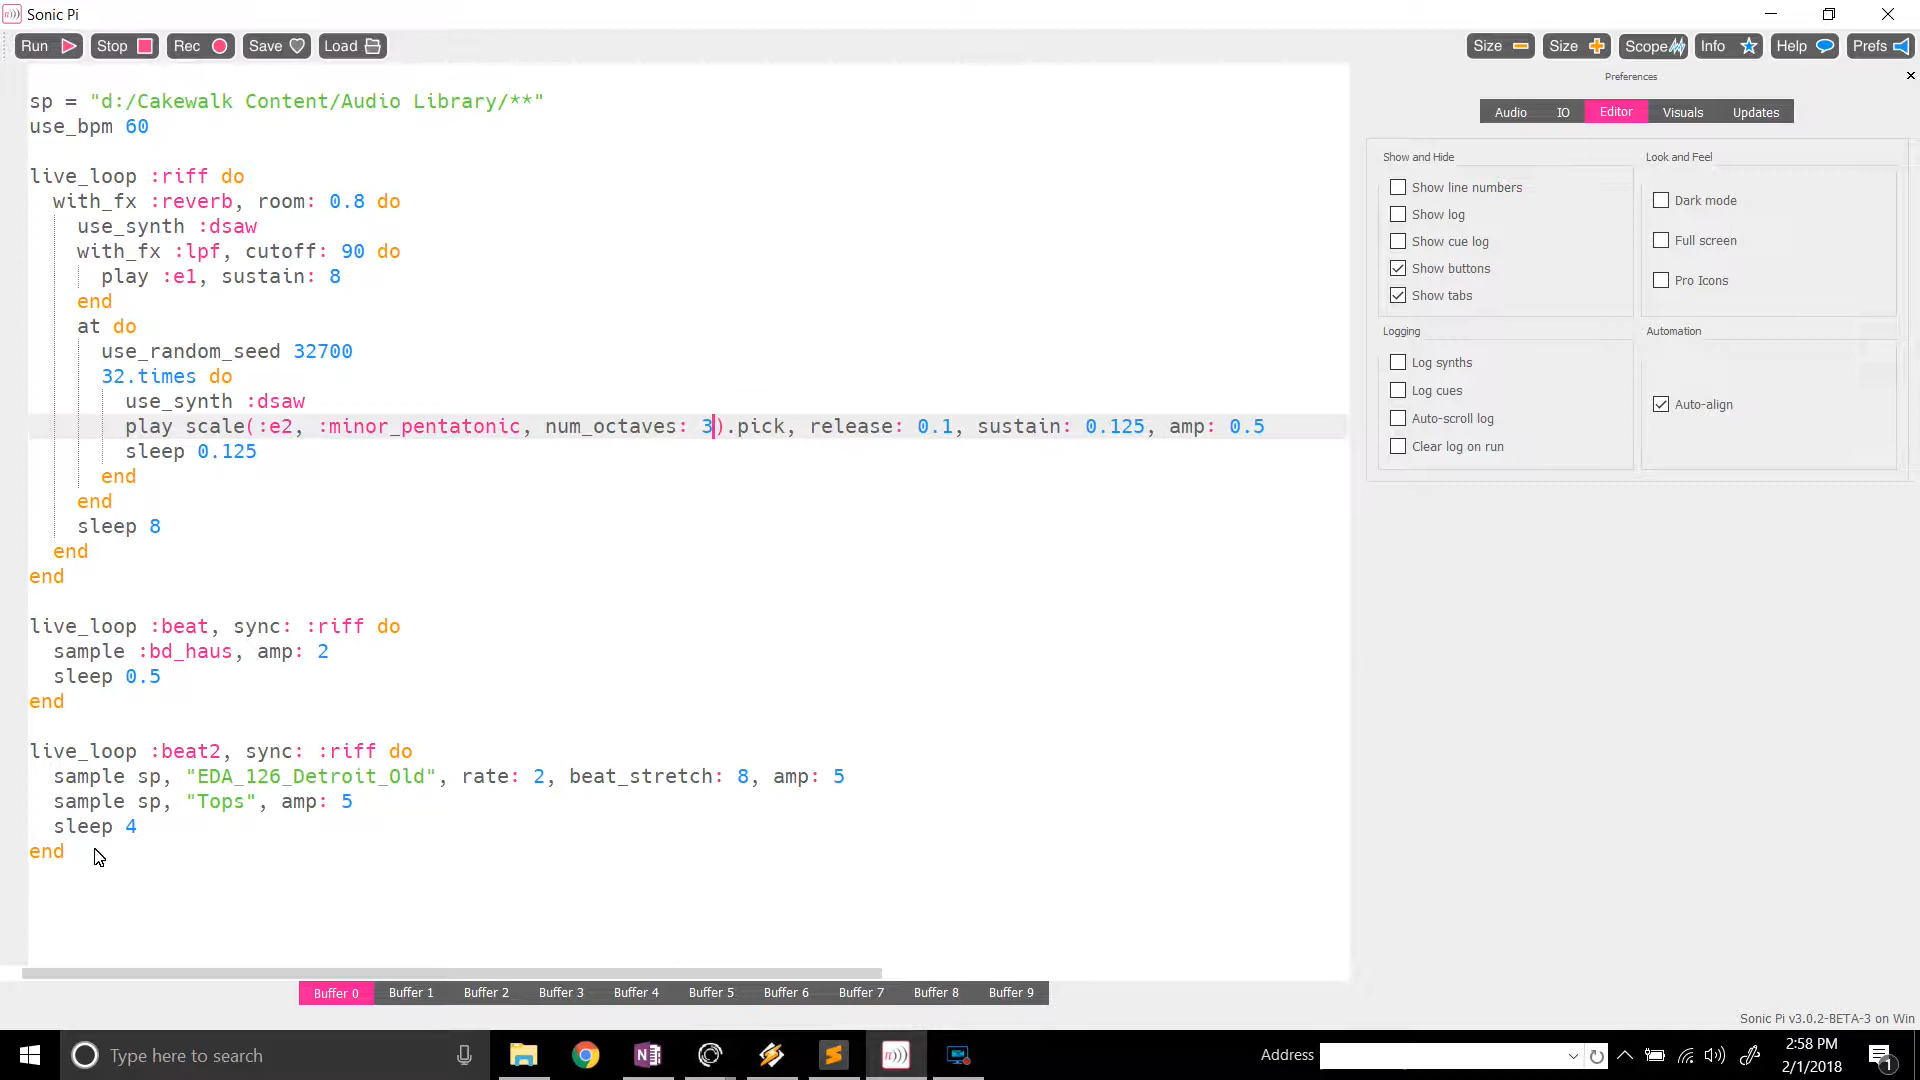 Sonic Pi
Run Stop Rec Save Load Size Size Scope Info Help Prefs
Preferences
Audio IO Editor Visuals Updates
sp = "d:/Cakewalk Content/Audio Library/**"
use_bpm 60
live_loop :riff do
with_fx :reverb, room: 0.8 do
use_synth :dsaw
with_fx :lpf, cutoff: 90 do
play :e1, sustain: 8
end
at do
use_random_seed 32700
32.times do
use_synth :dsaw
play scale(:e2, :minor_pentatonic, num_octaves: 3).pick, release: 0.1, sustain: 0.125, amp: 0.5
sleep 0.125
end
end
sleep 8
end
end
live_loop :beat, sync: :riff do
sample :bd_haus, amp: 2
sleep 0.5
end
live_loop :beat2, sync: :riff do
sample sp, "EDA_126_Detroit_Old", rate: 2, beat_stretch: 8, amp: 5
sample sp, "Tops", amp: 5
sleep 4
end
Show and Hide
Show line numbers
Show log
Show cue log
Show buttons
Show tabs
Look and Feel
Dark mode
Full screen
Pro Icons
Logging
Log synths
Log cues
Auto-scroll log
Clear log on run
Automation
Auto-align
Buffer 0 Buffer 1 Buffer 2 Buffer 3 Buffer 4 Buffer 5 Buffer 6 Buffer 7 Buffer 8 Buffer 9
Sonic Pi v3.0.2-BETA-3 on Win
Type here to search
Address
2:58 PM
2/1/2018
1